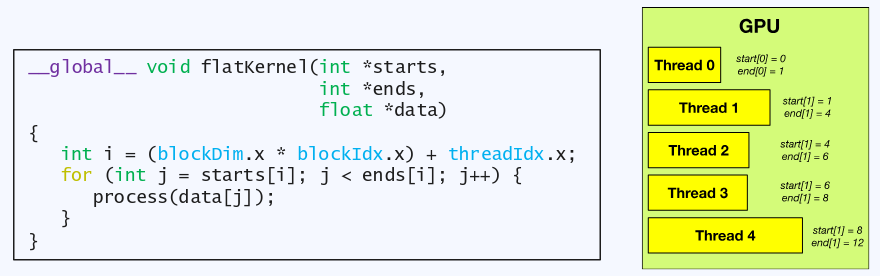 __global__ void flatKernel(int *starts,
int *ends,
float *data)
{
int i = (blockDim.x * blockIdx.x) + threadIdx.x;
for (int j = starts[i]; j < ends[i]; j++) {
process(data[j]);
}
}
GPU
Thread 0
start[0] = 0
end[0] = 1
Thread 1
start[1] = 1
end[1] = 4
Thread 2
start[1] = 4
end[1] = 6
Thread 3
start[1] = 6
end[1] = 8
Thread 4
start[1] = 8
end[1] = 12